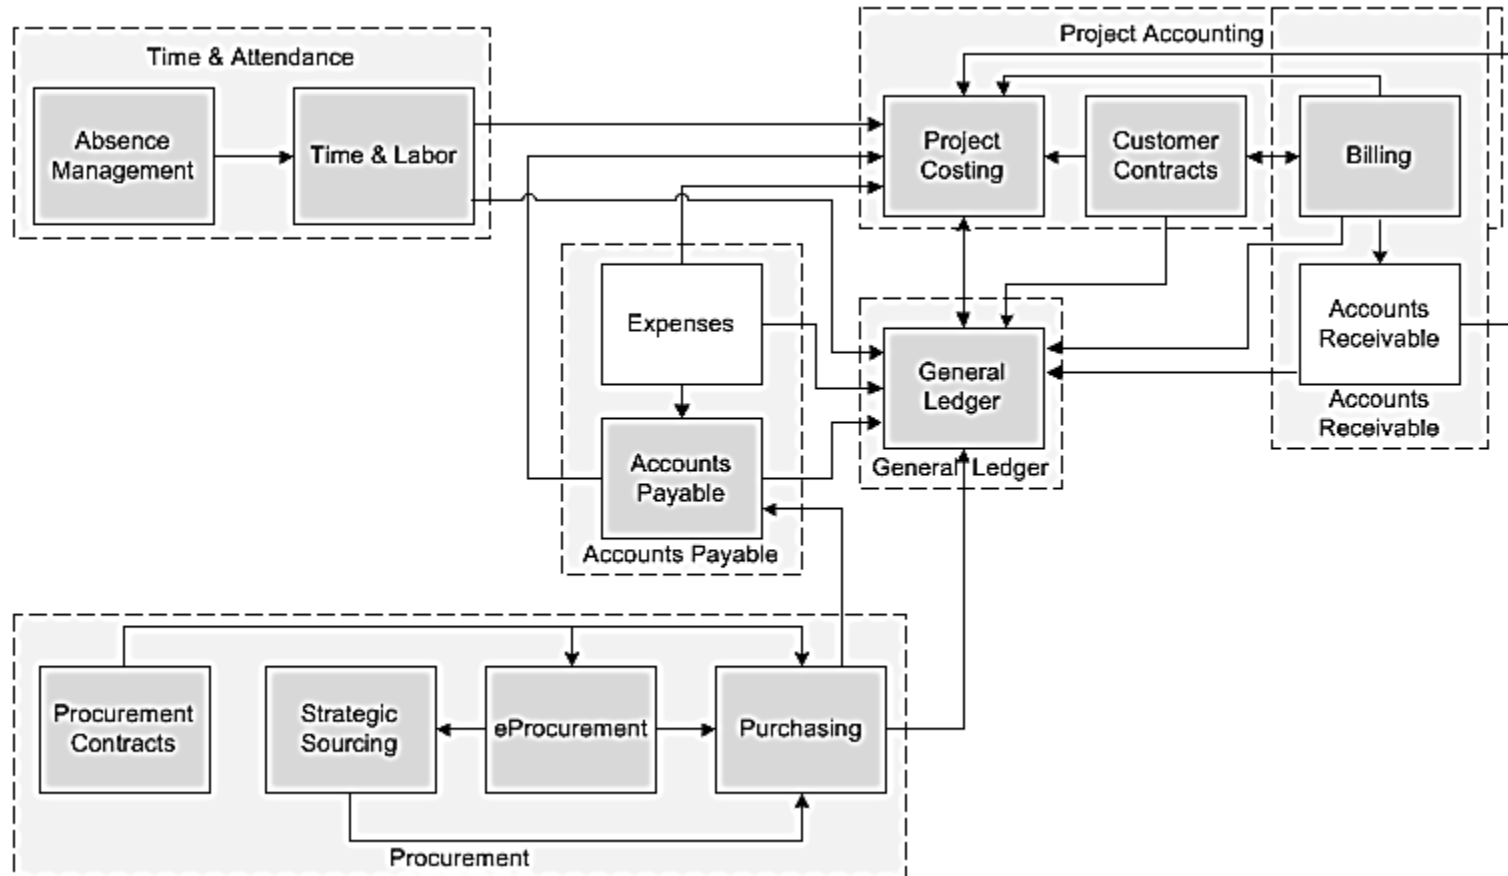 Project Accounting
Time & Attendance
Absence
Management
Time & Labor
Project
Costing
Customer
Contracts
Billing
Expenses
General
Ledger
General Ledger
Accounts
Receivable
Accounts
Receivable
Accounts
Payable
Accounts Payable
Procurement
Contracts
Strategic
Sourcing
eProcurement
Purchasing
Procurement